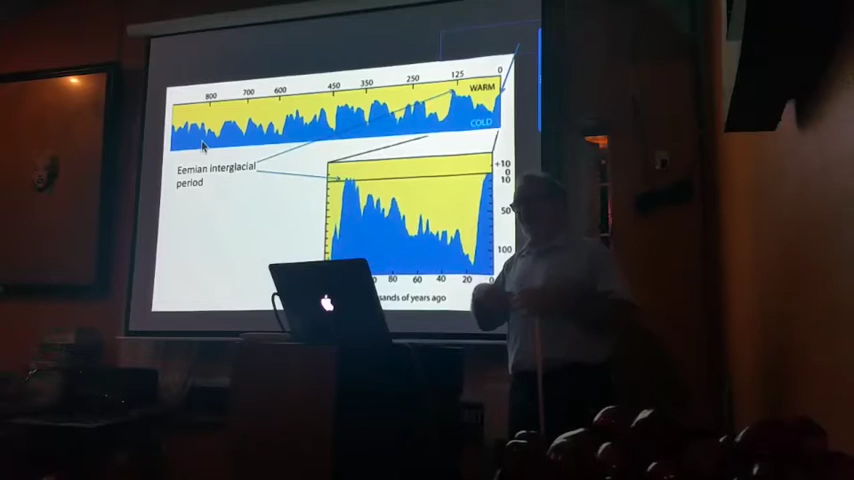 800 700 600 450 350 250 125 0
WARM
COLD
Eemian interglacial
period
+10
0
10
50
100
80 60 40 20 0
sands of years ago